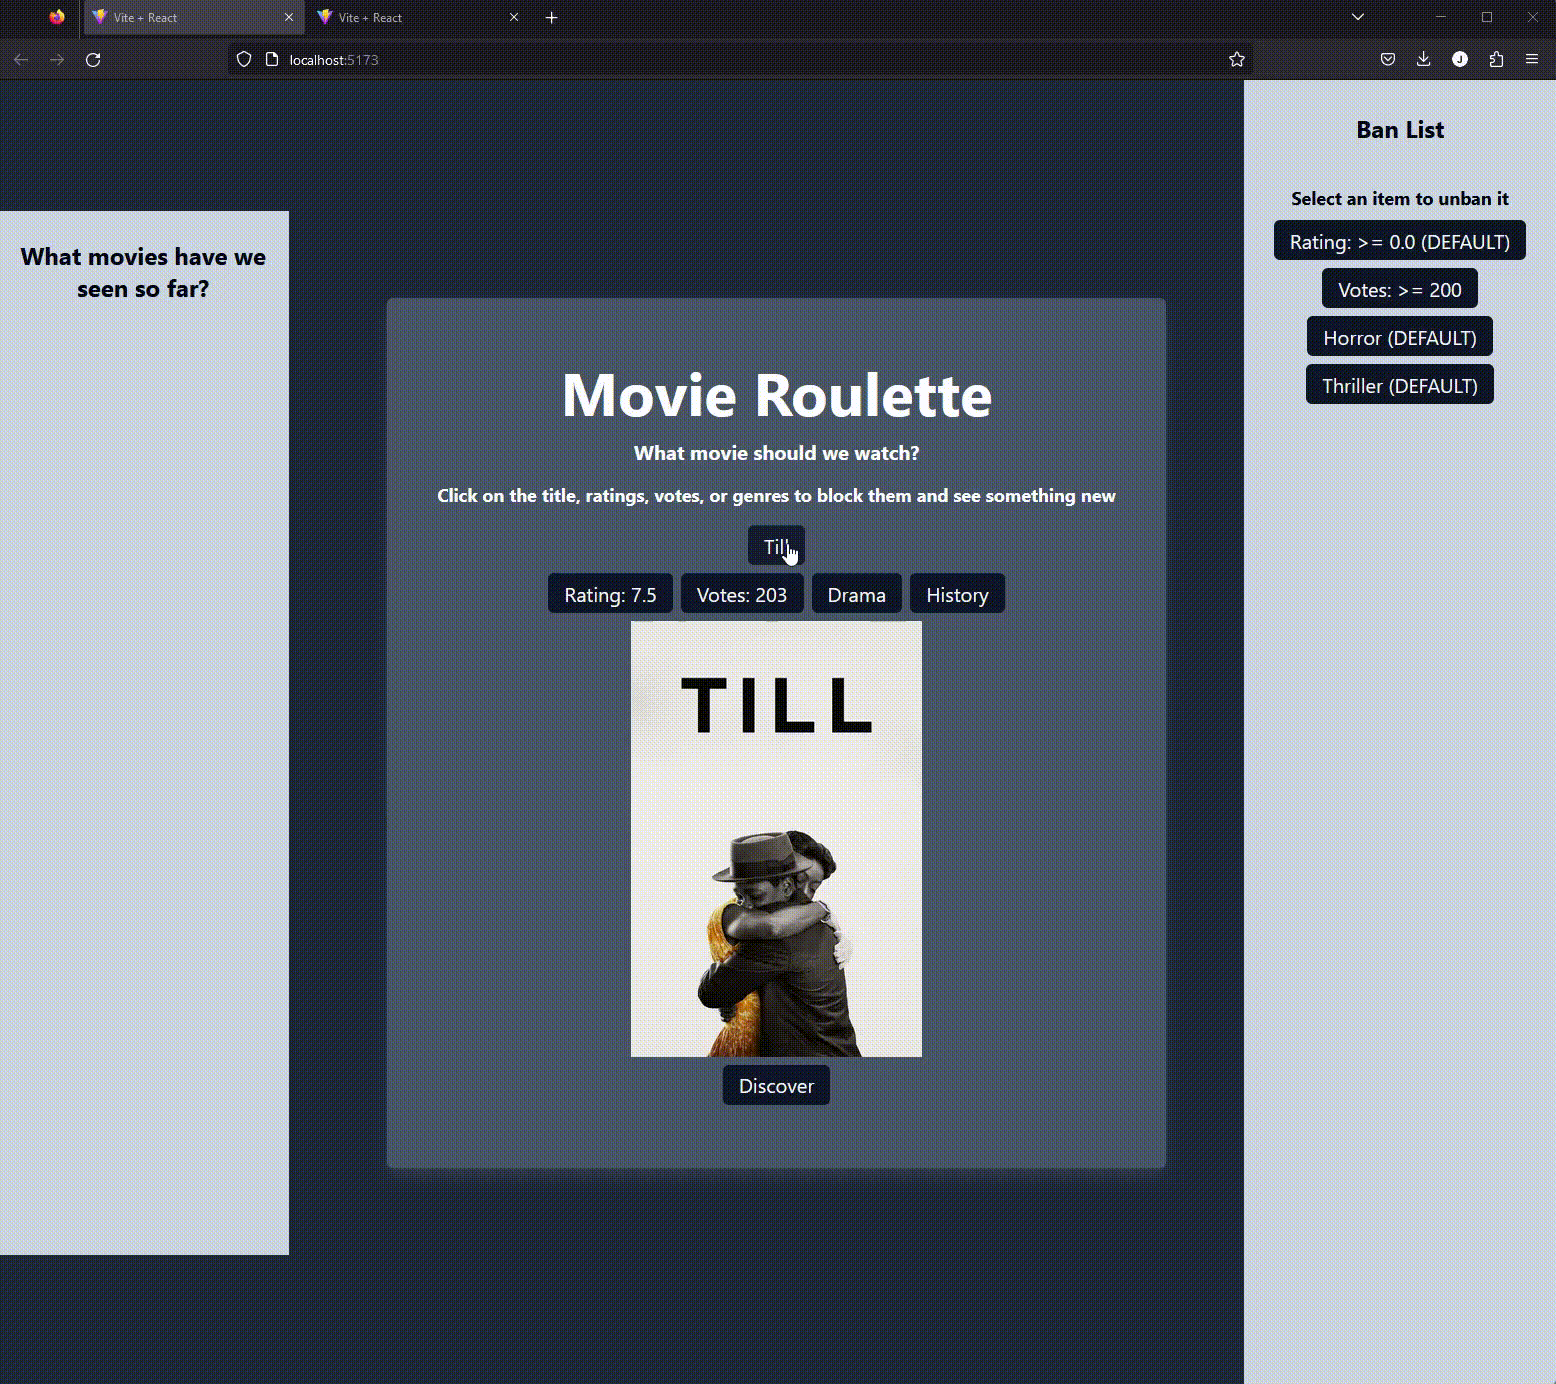 Vite + React
Vite + React
localhost:5173
J
What movies have we
seen so far?
Movie Roulette
What movie should we watch?
Click on the title, ratings, votes, or genres to block them and see something new
Till
Rating: 7.5
Votes: 203
Drama
History
TILL
Discover
Ban List
Select an item to unban it
Rating: >= 0.0 (DEFAULT)
Votes: >= 200
Horror (DEFAULT)
Thriller (DEFAULT)